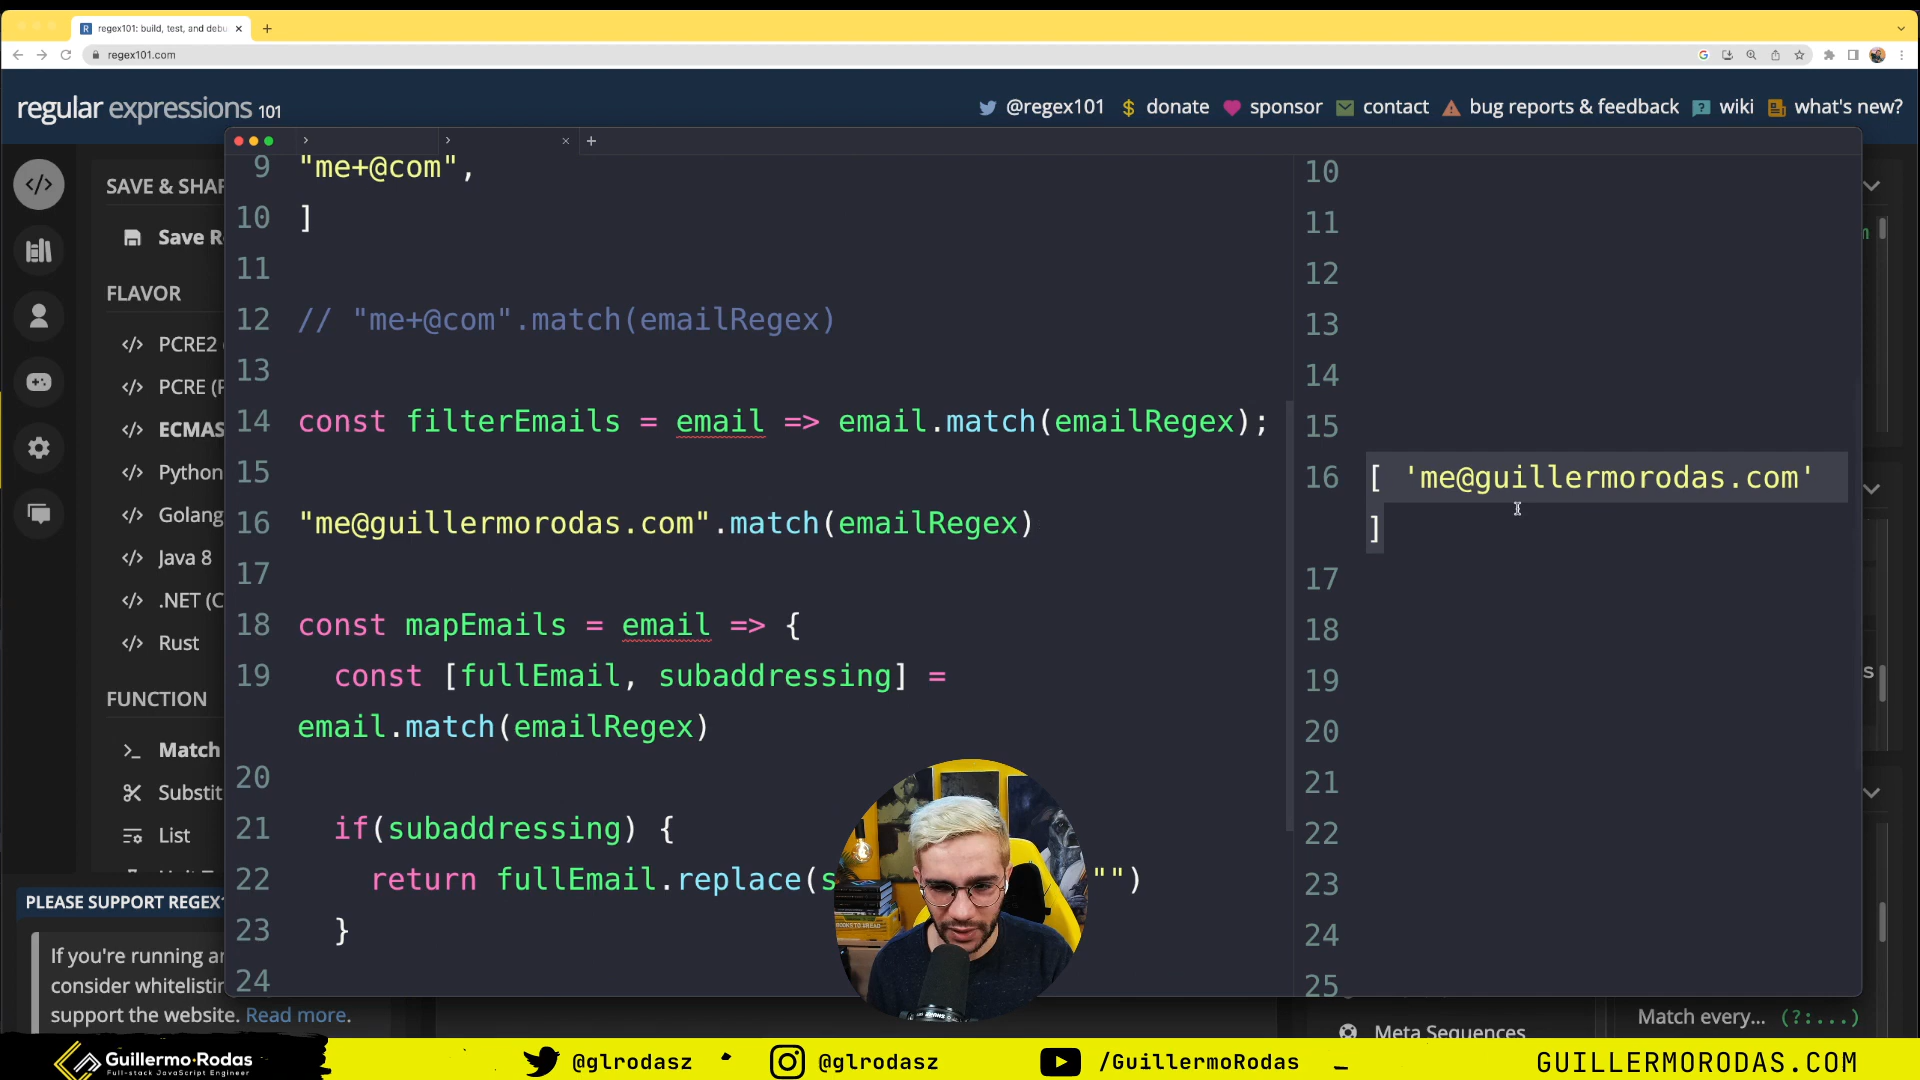 regex101: build, test, and debu
regex101.com
regular expressions 101
@regex101
donate
sponsor
contact
bug reports & feedback
wiki
what's new?
SAVE & SHAR
Save R
FLAVOR
PCRE2
PCRE (F
ECMAS
Python
Golang
Java 8
.NET (C
Rust
FUNCTION
Match
Substit
List
PLEASE SUPPORT REGEX1
If you're running an
consider whitelistin
support the website. Read more.
9 "me+@com",
10 ]
11
12 // "me+@com".match(emailRegex)
13
14 const filterEmails = email => email.match(emailRegex);
15
16 "me@guillermorodas.com".match(emailRegex)
17
18 const mapEmails = email => {
19 const [fullEmail, subaddressing] =
email.match(emailRegex)
20
21 if(subaddressing) {
22 return fullEmail.replace(s "")
23 }
24
10
11
12
13
14
15
16 [ 'me@guillermorodas.com'
]
17
18
19
20
21
22
23
24
25
Meta Sequences
Match every... (?:...)
Guillermo·Rodas
Full-stack JavaScript Engineer
@glrodasz
@glrodasz
/GuillermoRodas
GUILLERMORODAS.COM